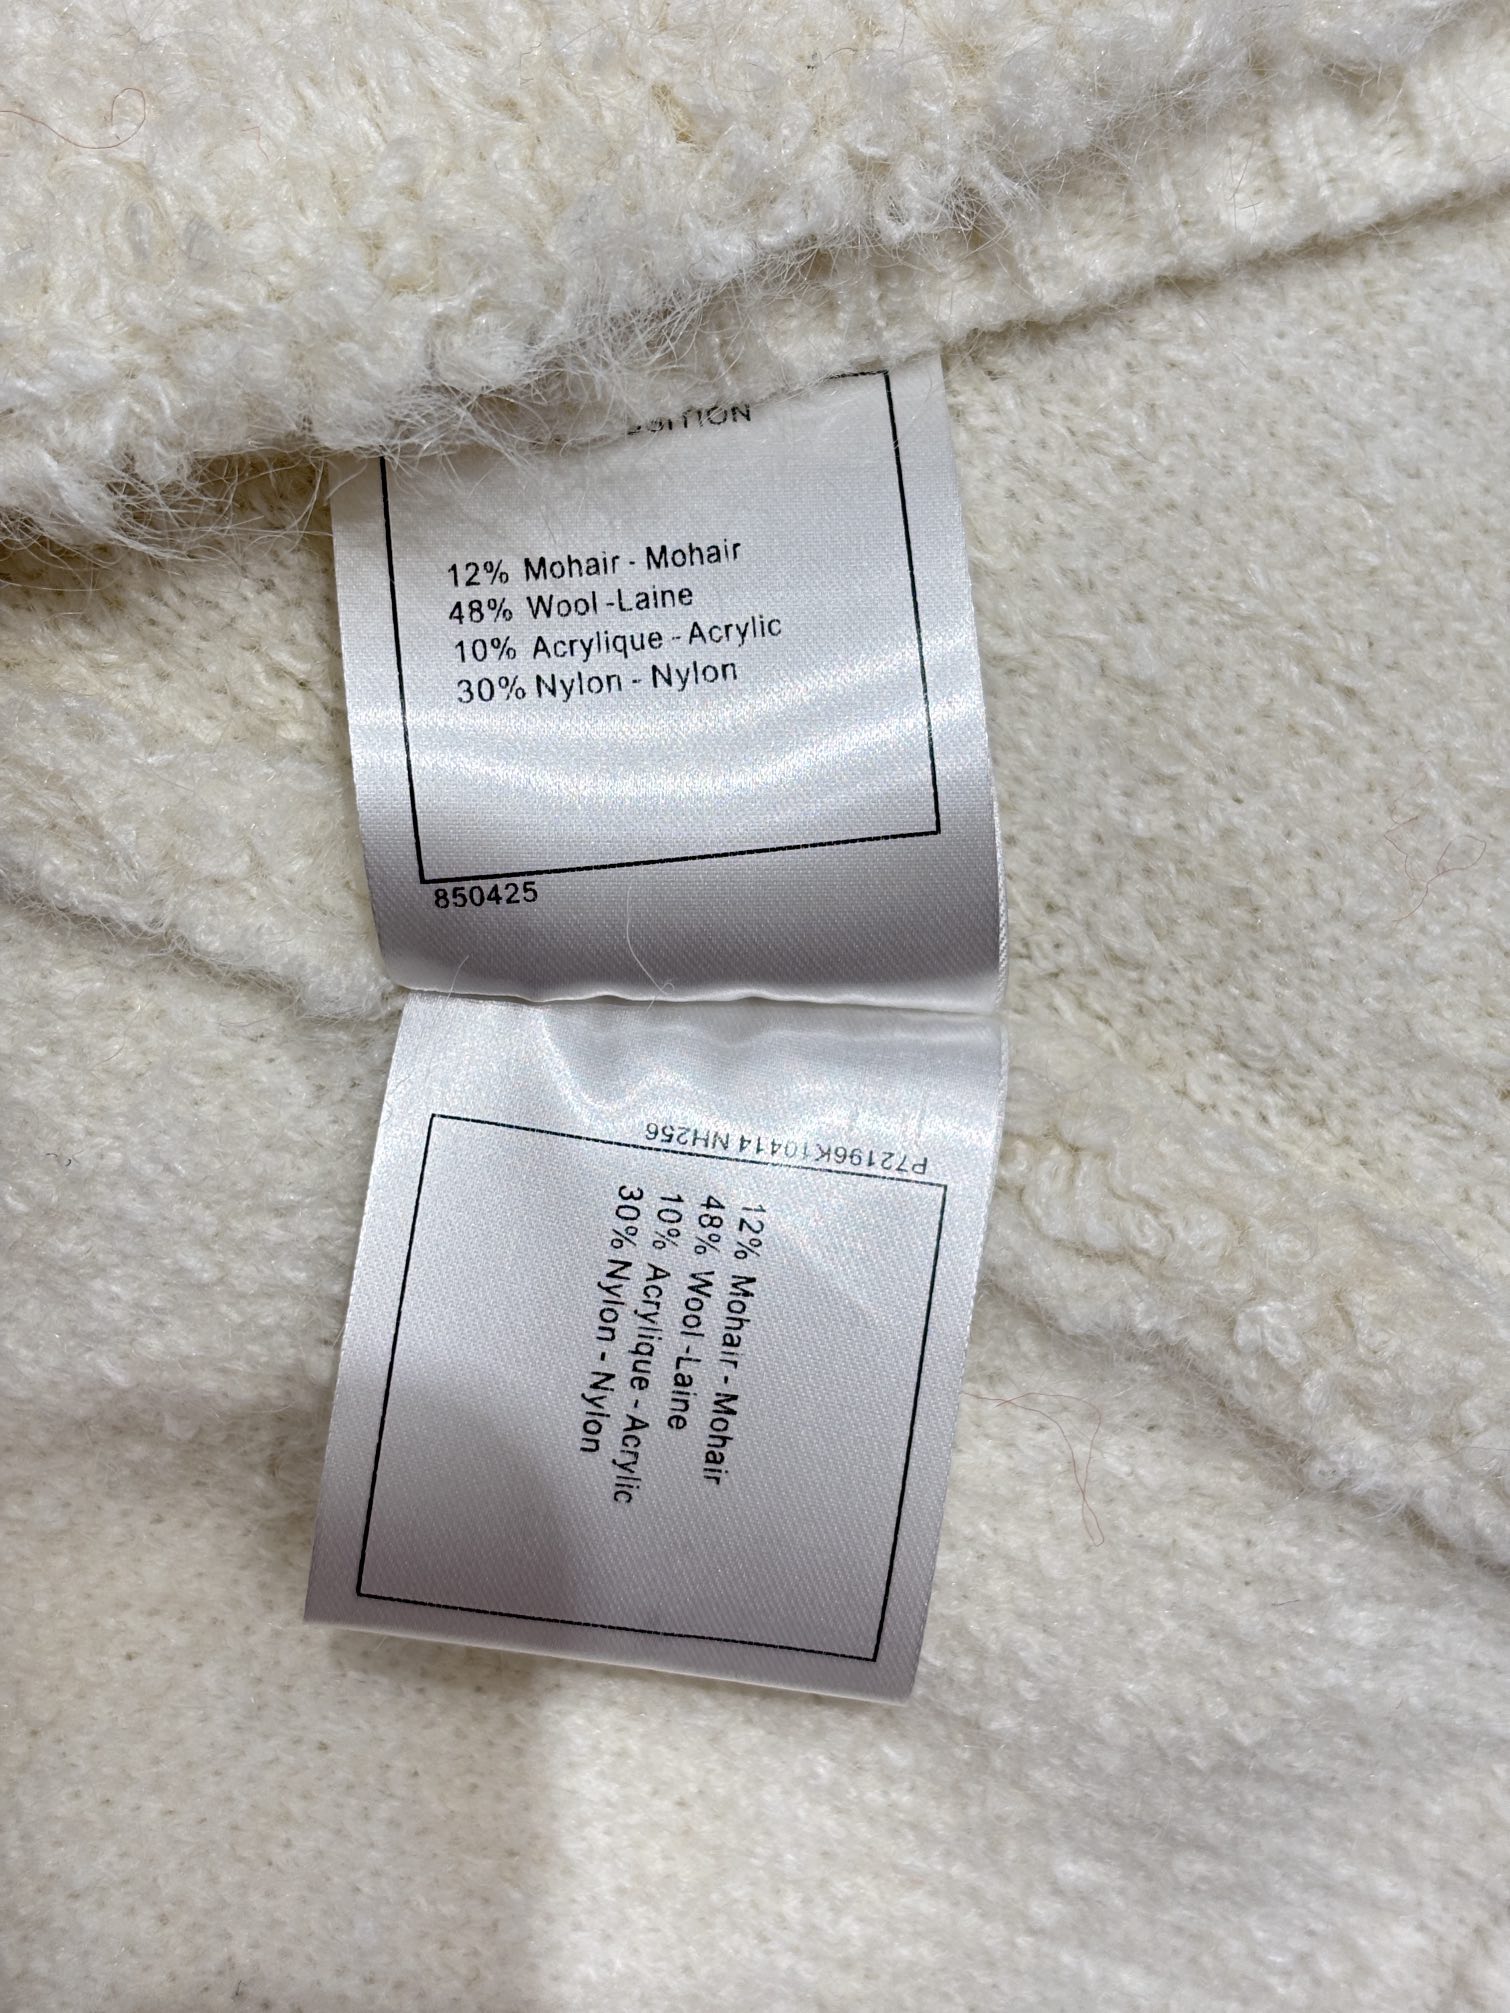 12% Mohair - Mohair
48% Wool -Laine
10% Acrylique - Acrylic
30% Nylon - Nylon
850425
P72196K10414 NH256
12% Mohair - Mohair
48% Wool -Laine
10% Acrylique - Acrylic
30% Nylon - Nylon